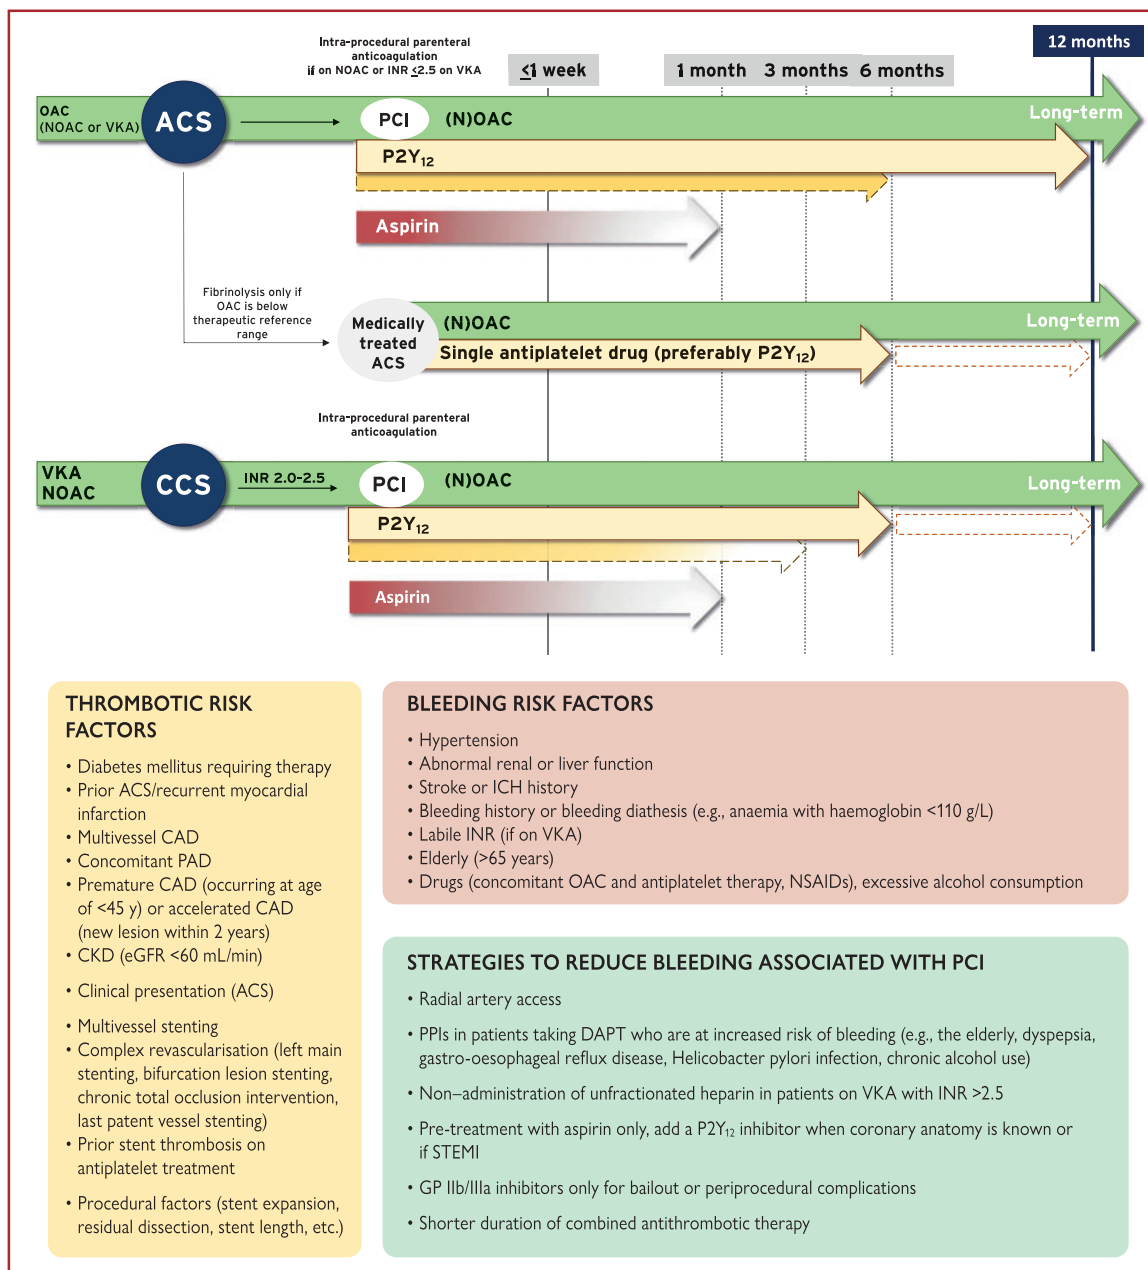 Intra-procedural parenteral
anticoagulation
if on NOAC or INR ≤2.5 on VKA
≤1 week
1 month
3 months
6 months
12 months
OAC
(NOAC or VKA)
ACS
PCI
(N)OAC
Long-term
P2Y₁₂
Aspirin
Fibrinolysis only if
OAC is below
therapeutic reference
range
Medically
treated
ACS
(N)OAC
Long-term
Single antiplatelet drug (preferably P2Y₁₂)
Intra-procedural parenteral
anticoagulation
VKA
NOAC
CCS
INR 2.0-2.5
PCI
(N)OAC
Long-term
P2Y₁₂
Aspirin
THROMBOTIC RISK
FACTORS
• Diabetes mellitus requiring therapy
• Prior ACS/recurrent myocardial
infarction
• Multivessel CAD
• Concomitant PAD
• Premature CAD (occurring at age
of <45 y) or accelerated CAD
(new lesion within 2 years)
• CKD (eGFR <60 mL/min)
• Clinical presentation (ACS)
• Multivessel stenting
• Complex revascularisation (left main
stenting, bifurcation lesion stenting,
chronic total occlusion intervention,
last patent vessel stenting)
• Prior stent thrombosis on
antiplatelet treatment
• Procedural factors (stent expansion,
residual dissection, stent length, etc.)
BLEEDING RISK FACTORS
• Hypertension
• Abnormal renal or liver function
• Stroke or ICH history
• Bleeding history or bleeding diathesis (e.g., anaemia with haemoglobin <110 g/L)
• Labile INR (if on VKA)
• Elderly (>65 years)
• Drugs (concomitant OAC and antiplatelet therapy, NSAIDs), excessive alcohol consumption
STRATEGIES TO REDUCE BLEEDING ASSOCIATED WITH PCI
• Radial artery access
• PPIs in patients taking DAPT who are at increased risk of bleeding (e.g., the elderly, dyspepsia,
gastro-oesophageal reflux disease, Helicobacter pylori infection, chronic alcohol use)
• Non–administration of unfractionated heparin in patients on VKA with INR >2.5
• Pre-treatment with aspirin only, add a P2Y₁₂ inhibitor when coronary anatomy is known or
if STEMI
• GP IIb/IIIa inhibitors only for bailout or periprocedural complications
• Shorter duration of combined antithrombotic therapy